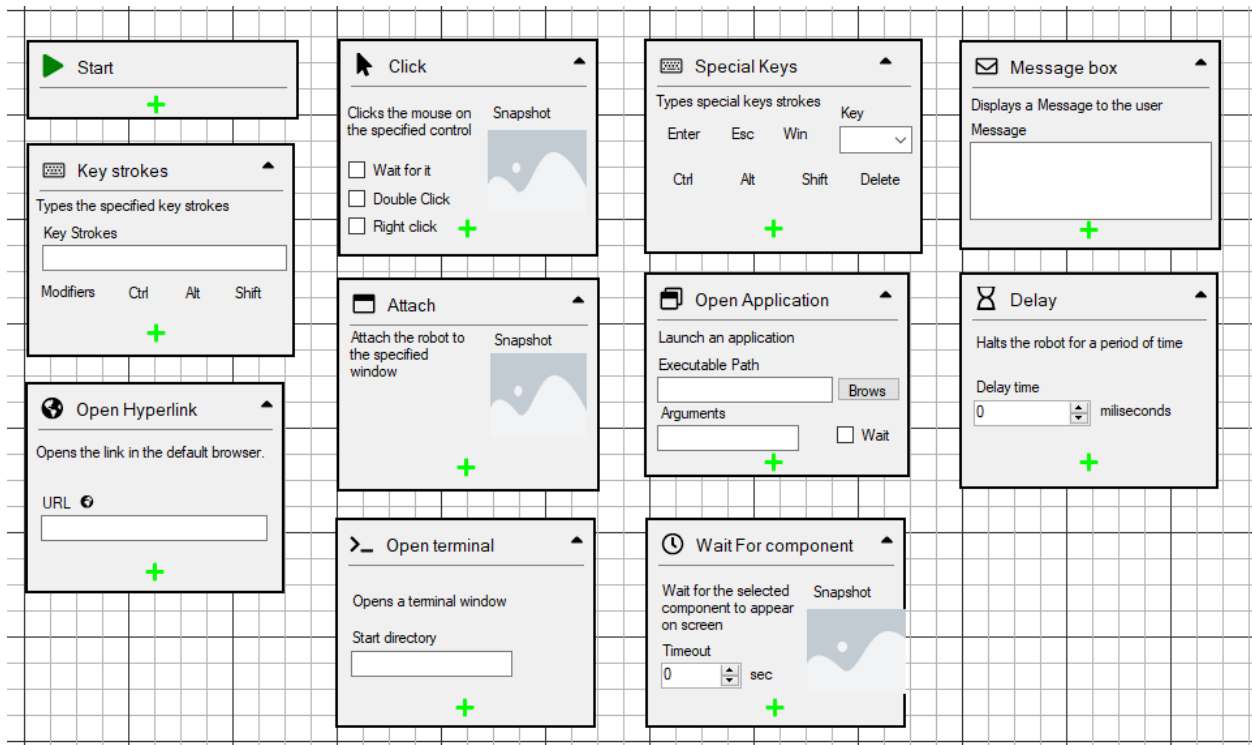 Start
Key strokes
Types the specified key strokes
Key Strokes
Modifiers Ctrl Alt Shift
Open Hyperlink
Opens the link in the default browser.
URL
Click
Clicks the mouse on
the specified control
Snapshot
Wait for it
Double Click
Right click
Attach
Attach the robot to
the specified
window
Snapshot
>_ Open terminal
Opens a terminal window
Start directory
Special Keys
Types special keys strokes
Key
Enter Esc Win
Ctrl Alt Shift Delete
Open Application
Launch an application
Executable Path
Brows
Arguments
Wait
Wait For component
Wait for the selected
component to appear
on screen
Snapshot
Timeout
0 sec
Message box
Displays a Message to the user
Message
Delay
Halts the robot for a period of time
Delay time
0 miliseconds